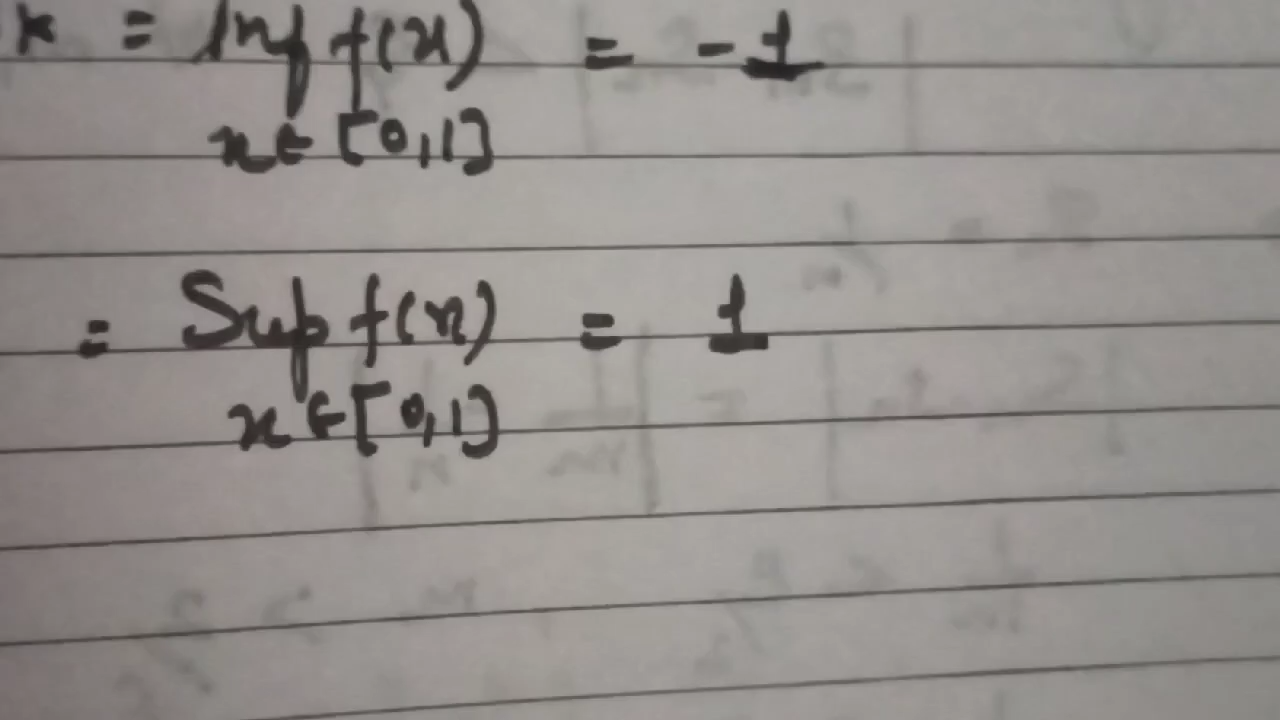 k = Inf f(x) = -1
x ∈ [0,1]
= Sup f(x) = 1
x ∈ [0,1]